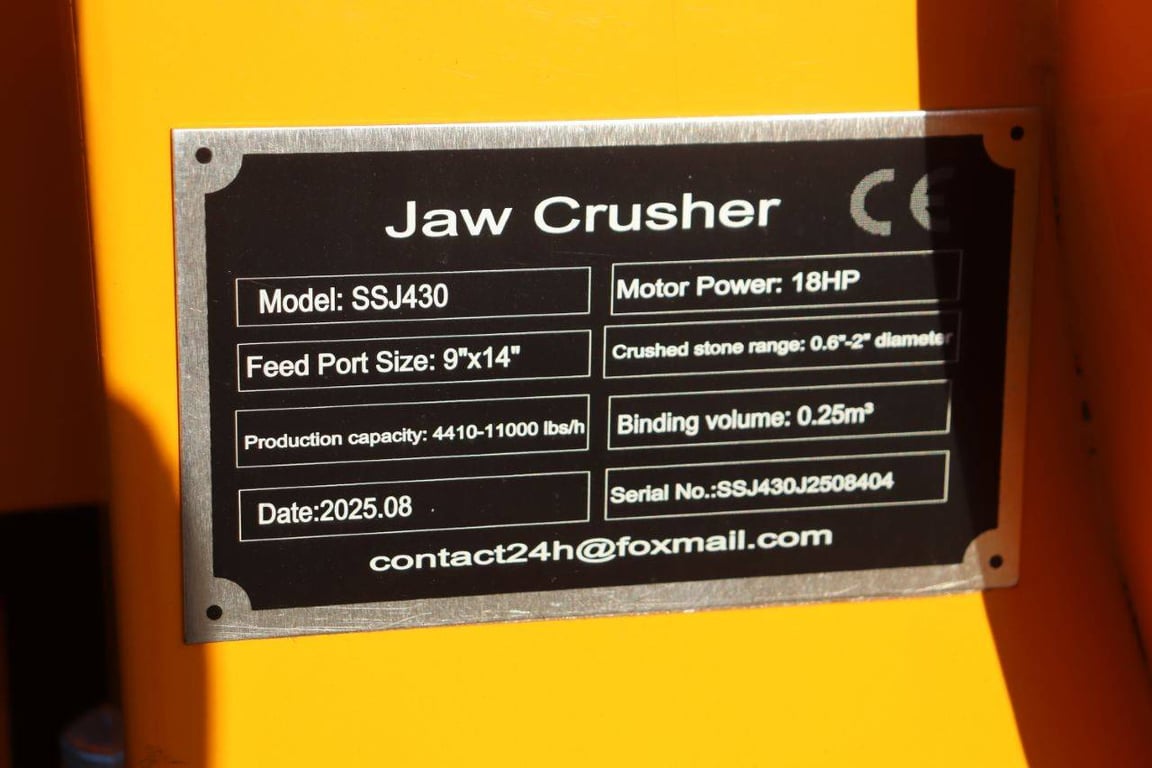 Jaw Crusher
CE
Model: SSJ430
Motor Power: 18HP
Feed Port Size: 9"x14"
Crushed stone range: 0.6"-2" diameter
Production capacity: 4410-11000 lbs/h
Binding volume: 0.25m³
Date:2025.08
Serial No.:SSJ430J2508404
contact24h@foxmail.com